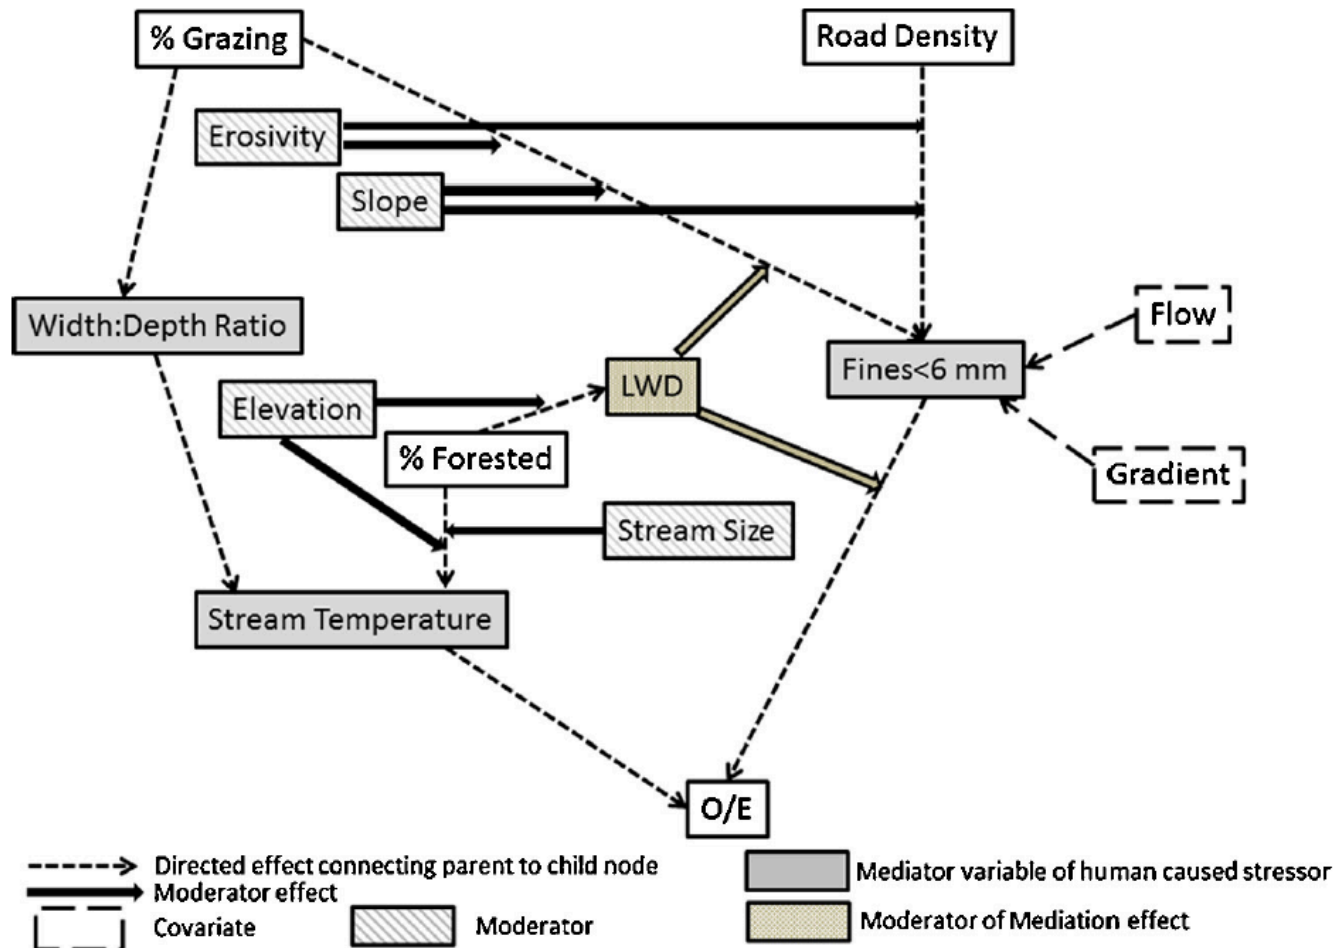 % Grazing
Road Density
Erosivity
Slope
Width:Depth Ratio
Flow
Fines<6 mm
LWD
Elevation
% Forested
Gradient
Stream Size
Stream Temperature
O/E
Directed effect connecting parent to child node
Moderator effect
Covariate
Moderator
Mediator variable of human caused stressor
Moderator of Mediation effect